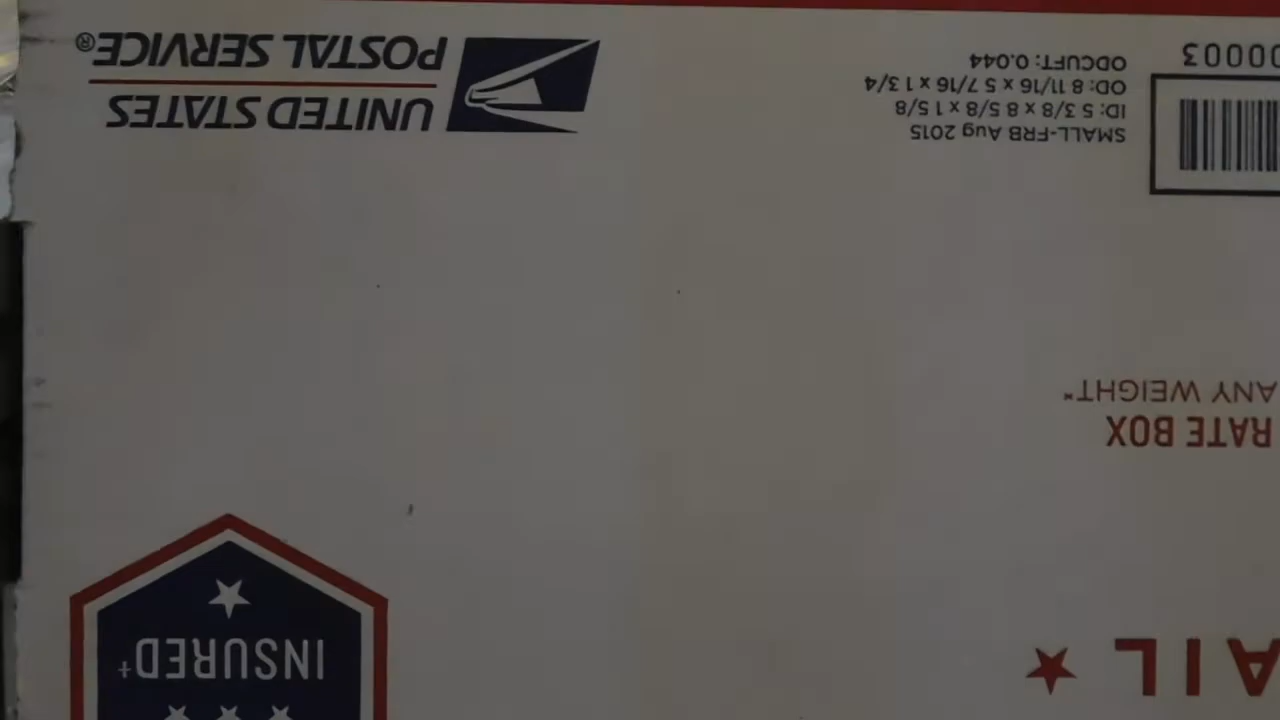 AIL
INSURED†
RATE BOX
ANY WEIGHT*
SMALL-FRB Aug 2015
ID: 5 3/8 x 8 5/8 x 1 5/8
OD: 8 11/16 x 5 7/16 x 1 3/4
ODCUFT: 0.044
00003
UNITED STATES
POSTAL SERVICE®